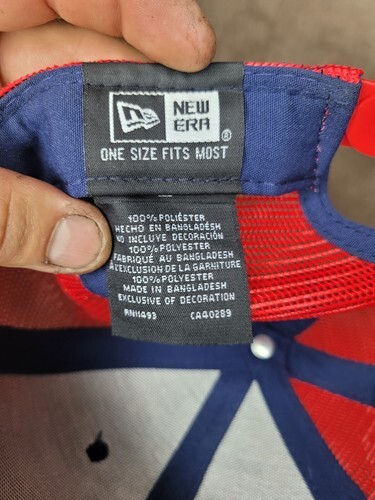 NEW
ERA®
ONE SIZE FITS MOST
100% POLIÉSTER
HECHO EN BANGLADÉSH
NO INCLUYE DECORACIÓN
100% POLYESTER
FABRIQUÉ AU BANGLADESH
À L'EXCLUSION DE LA GARNITURE
100% POLYESTER
MADE IN BANGLADESH
EXCLUSIVE OF DECORATION
RN11493 CA40289